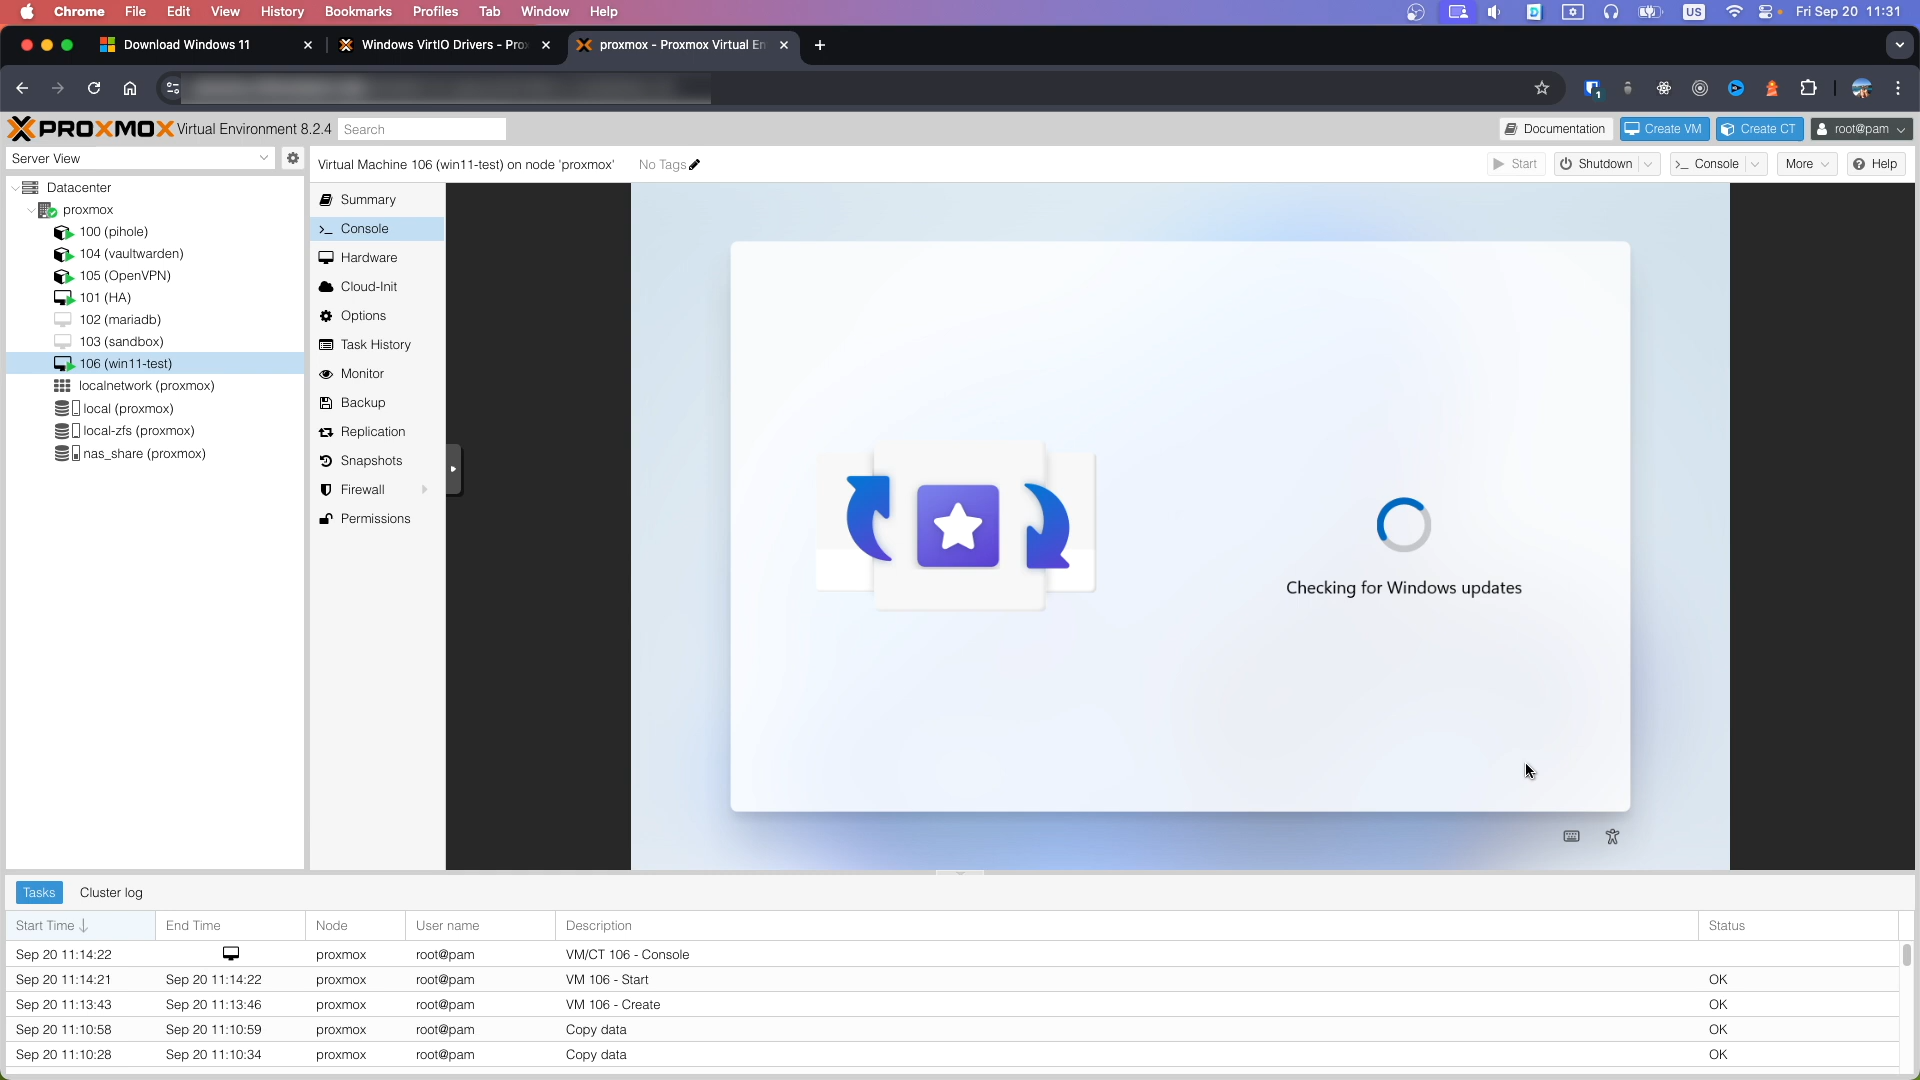 Chrome File Edit View History Bookmarks Profiles Tab Window Help US Fri Sep 20 11:31
Download Windows 11 Windows VirtIO Drivers - Pro proxmox - Proxmox Virtual En
1
PROXMOX Virtual Environment 8.2.4 Search Documentation Create VM Create CT root@pam
Server View
Virtual Machine 106 (win11-test) on node 'proxmox' No Tags Start Shutdown Console More Help
Datacenter
proxmox
100 (pihole)
104 (vaultwarden)
105 (OpenVPN)
101 (HA)
102 (mariadb)
103 (sandbox)
106 (win11-test)
localnetwork (proxmox)
local (proxmox)
local-zfs (proxmox)
nas_share (proxmox)
Summary
Console
Hardware
Cloud-Init
Options
Task History
Monitor
Backup
Replication
Snapshots
Firewall
Permissions
Checking for Windows updates
Tasks Cluster log
Start Time End Time Node User name Description Status
Sep 20 11:14:22 proxmox root@pam VM/CT 106 - Console
Sep 20 11:14:21 Sep 20 11:14:22 proxmox root@pam VM 106 - Start OK
Sep 20 11:13:43 Sep 20 11:13:46 proxmox root@pam VM 106 - Create OK
Sep 20 11:10:58 Sep 20 11:10:59 proxmox root@pam Copy data OK
Sep 20 11:10:28 Sep 20 11:10:34 proxmox root@pam Copy data OK